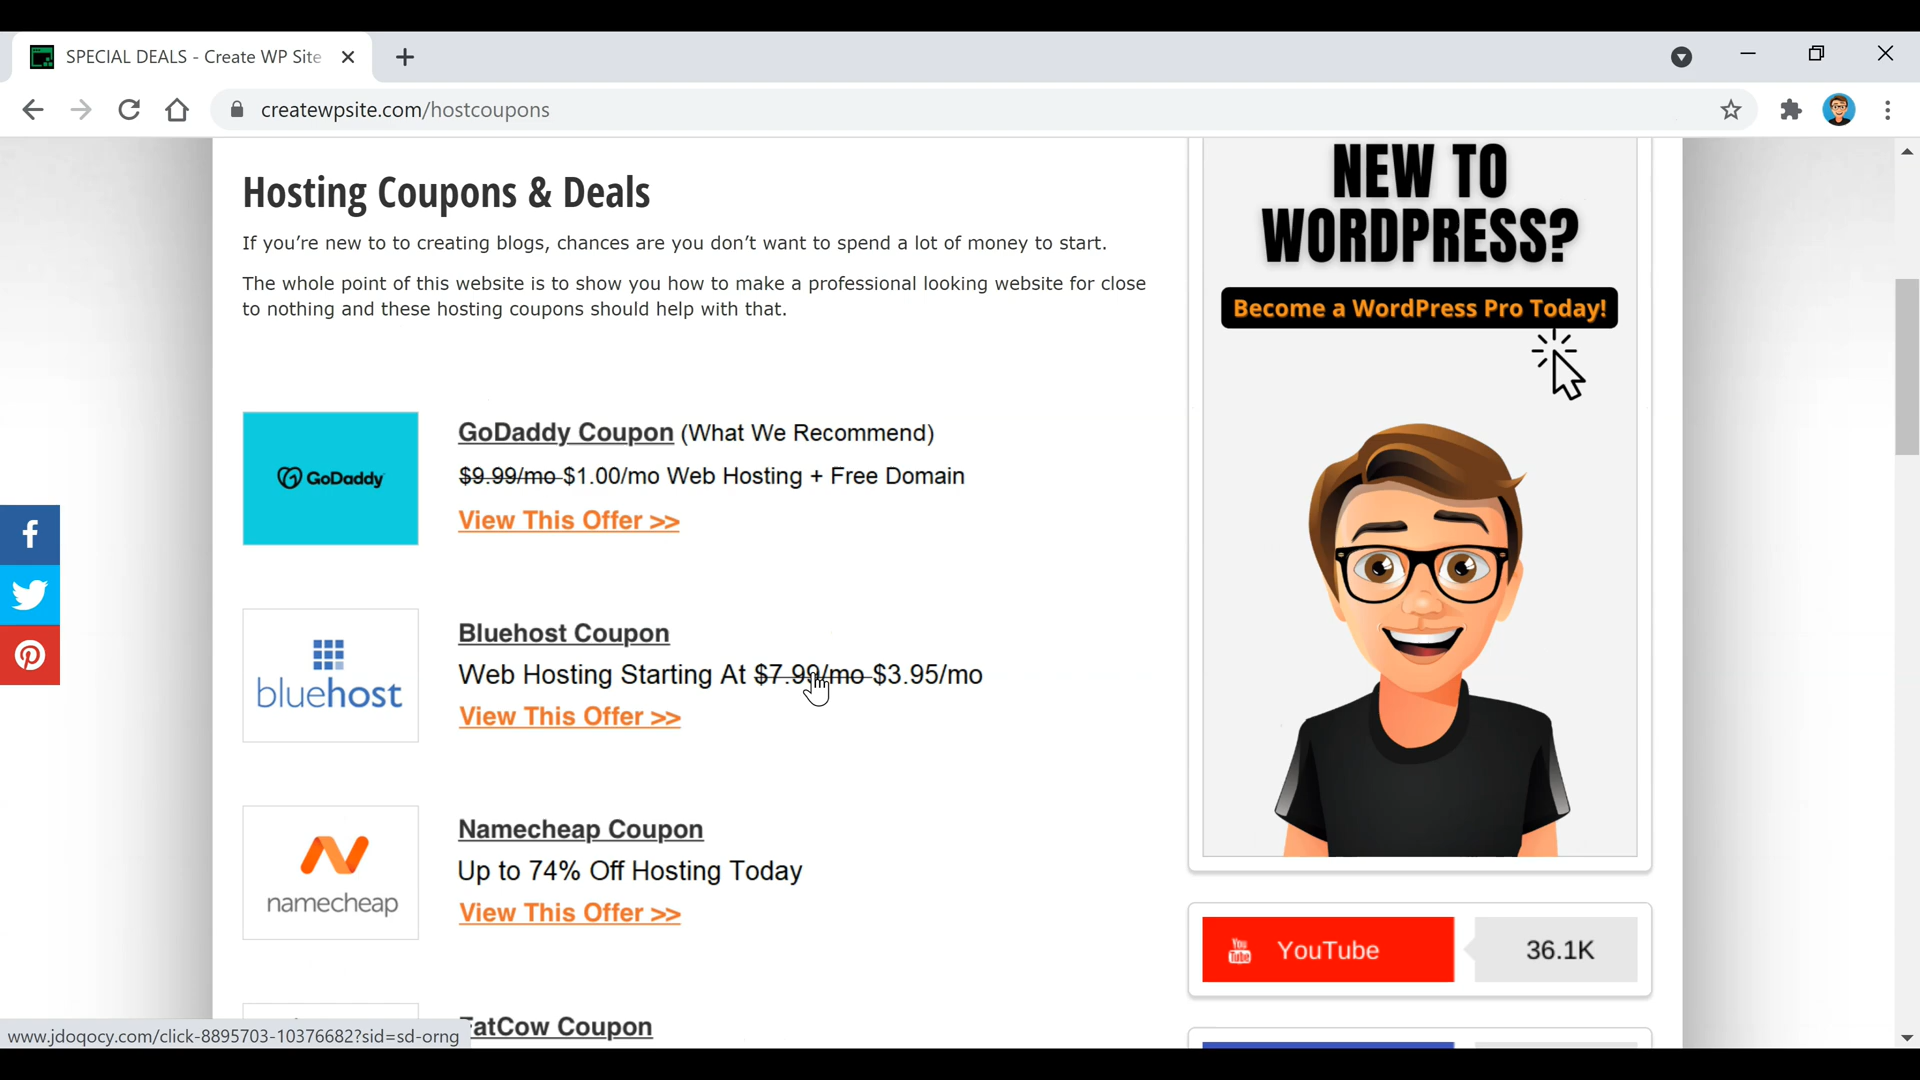 SPECIAL DEALS - Create WP Site
createwpsite.com/hostcoupons
Hosting Coupons & Deals
If you’re new to to creating blogs, chances are you don’t want to spend a lot of money to start.
The whole point of this website is to show you how to make a professional looking website for close
to nothing and these hosting coupons should help with that.
GoDaddy
GoDaddy Coupon (What We Recommend)
$9.99/mo $1.00/mo Web Hosting + Free Domain
View This Offer >>
bluehost
Bluehost Coupon
Web Hosting Starting At $7.99/mo $3.95/mo
View This Offer >>
namecheap
Namecheap Coupon
Up to 74% Off Hosting Today
View This Offer >>
FatCow Coupon
www.jdoqocy.com/click-8895703-10376682?sid=sd-orng
NEW TO
WORDPRESS?
Become a WordPress Pro Today!
You
Tube
YouTube
36.1K